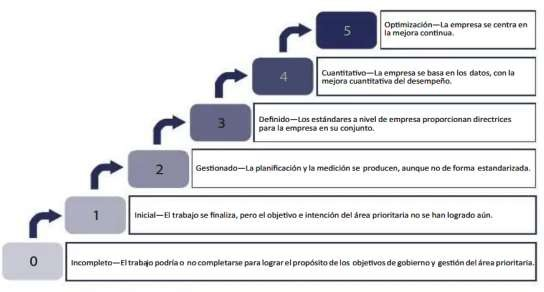 5
Optimización—La empresa se centra en
la mejora continua.
4
Cuantitativo—La empresa se basa en los datos, con la
mejora cuantitativa del desempeño.
3
Definido—Los estándares a nivel de empresa proporcionan directrices
para la empresa en su conjunto.
2
Gestionado—La planificación y la medición se producen, aunque no de forma estandarizada.
1
Inicial—El trabajo se finaliza, pero el objetivo e intención del área prioritaria no se han logrado aún.
0
Incompleto—El trabajo podría o no completarse para lograr el propósito de los objetivos de gobierno y gestión del área prioritaria.